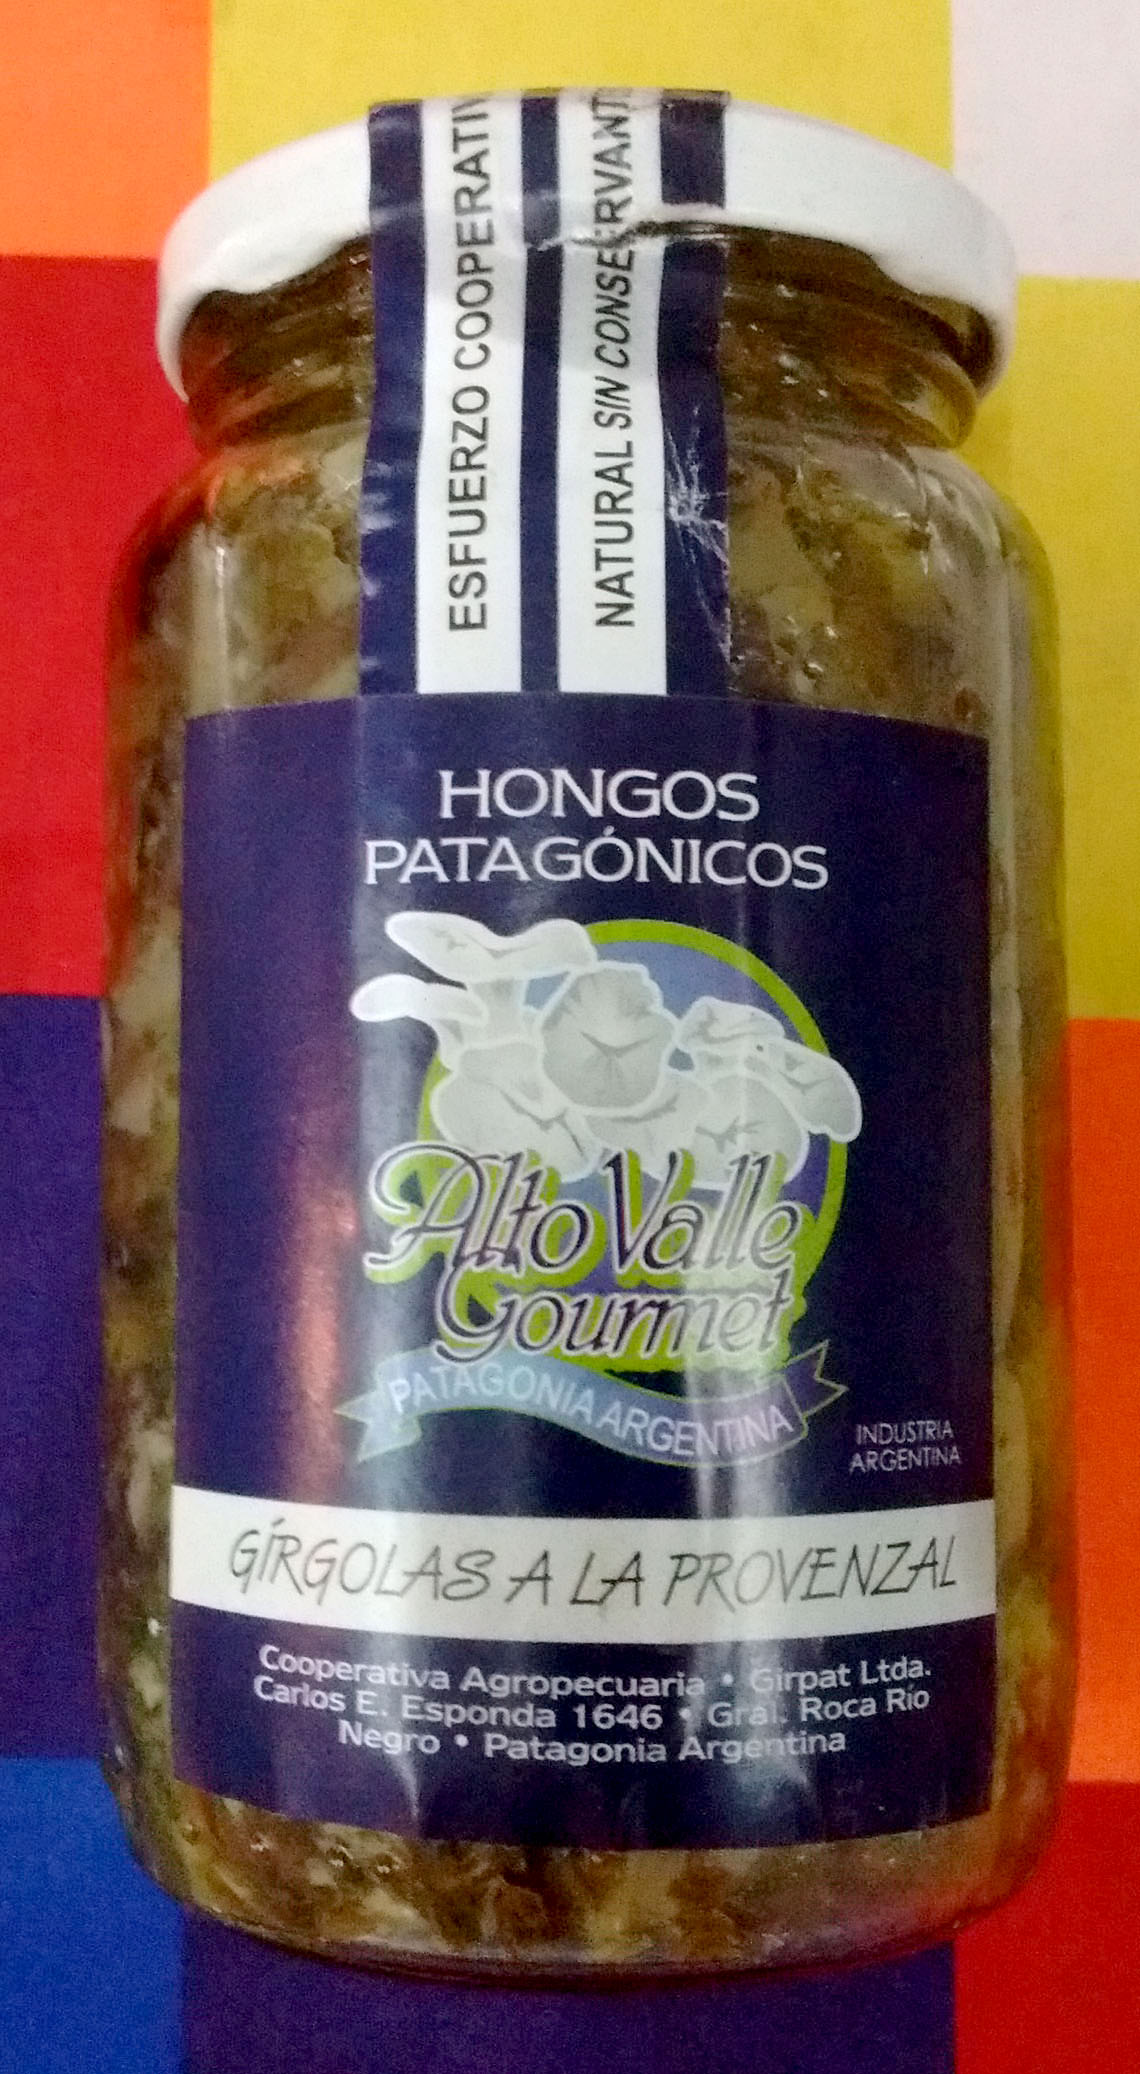 ESFUERZO COOPERATIV
NATURAL SIN CONSERVANT
HONGOS
PATAGÓNICOS
Alto Valle
Gourmet
PATAGONIA ARGENTINA
INDUSTRIA
ARGENTINA
GÍRGOLAS A LA PROVENZAL
Cooperativa Agropecuaria • Girpat Ltda.
Carlos E. Esponda 1646 • Gral. Roca Río
Negro • Patagonia Argentina